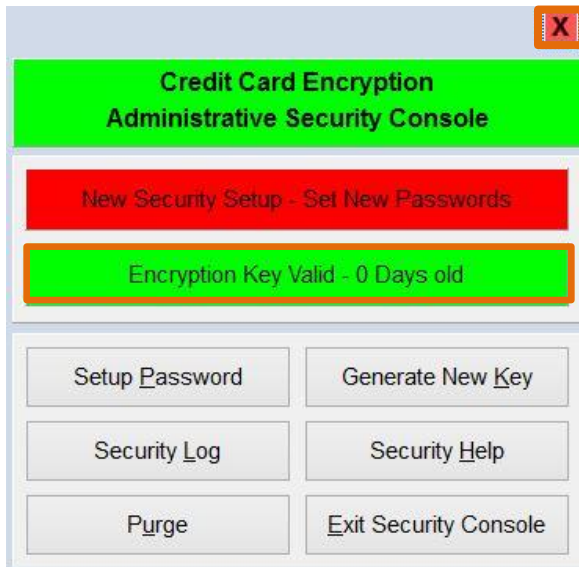 X
Credit Card Encryption
Administrative Security Console
New Security Setup - Set New Passwords
Encryption Key Valid - 0 Days old
Setup Password
Generate New Key
Security Log
Security Help
Purge
Exit Security Console